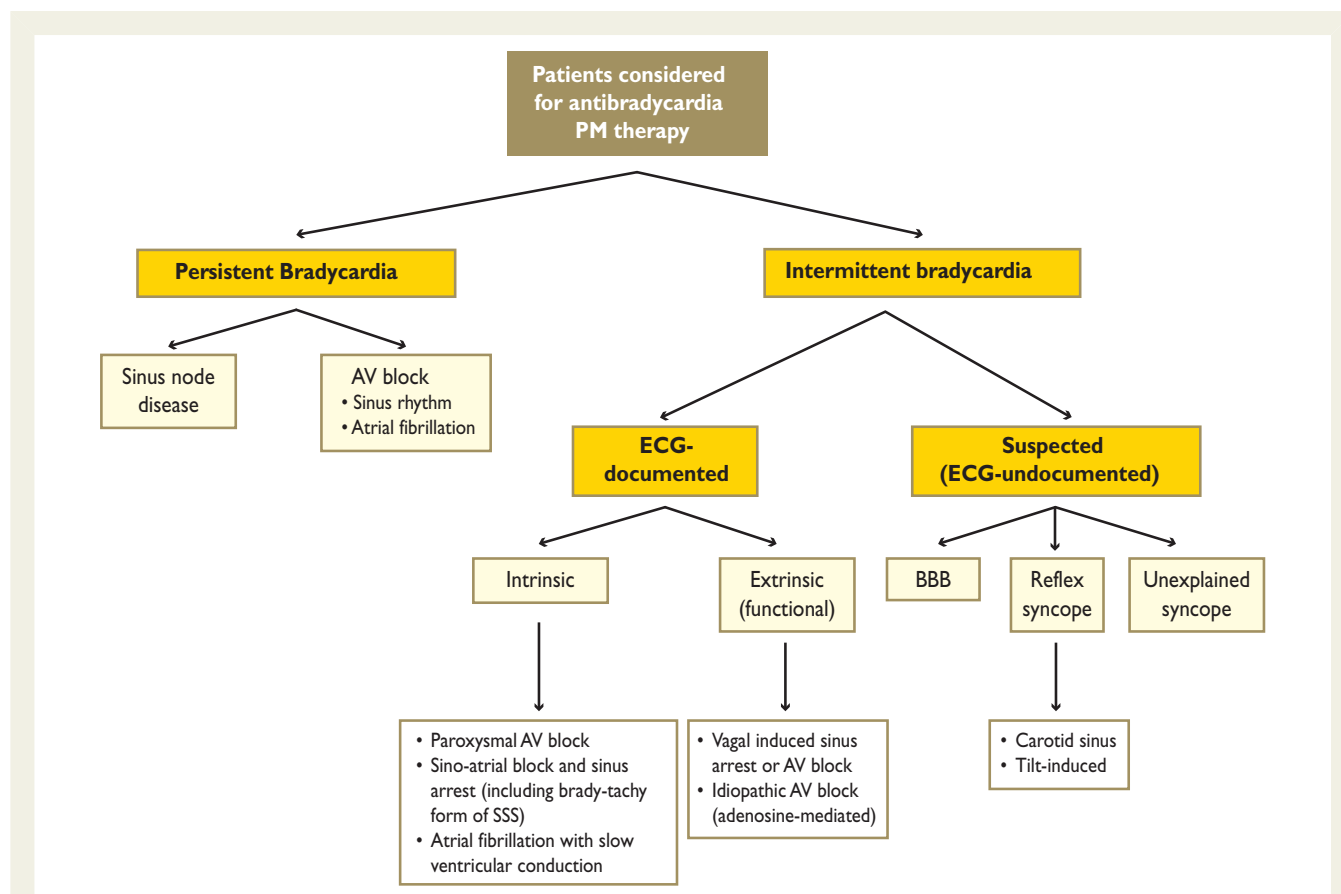 Patients considered
for antibradycardia
PM therapy
Persistent Bradycardia
Intermittent bradycardia
Sinus node
disease
AV block
• Sinus rhythm
• Atrial fibrillation
ECG-
documented
Suspected
(ECG-undocumented)
Intrinsic
Extrinsic
(functional)
BBB
Reflex
syncope
Unexplained
syncope
• Paroxysmal AV block
• Sino-atrial block and sinus
arrest (including brady-tachy
form of SSS)
• Atrial fibrillation with slow
ventricular conduction
• Vagal induced sinus
arrest or AV block
• Idiopathic AV block
(adenosine-mediated)
• Carotid sinus
• Tilt-induced